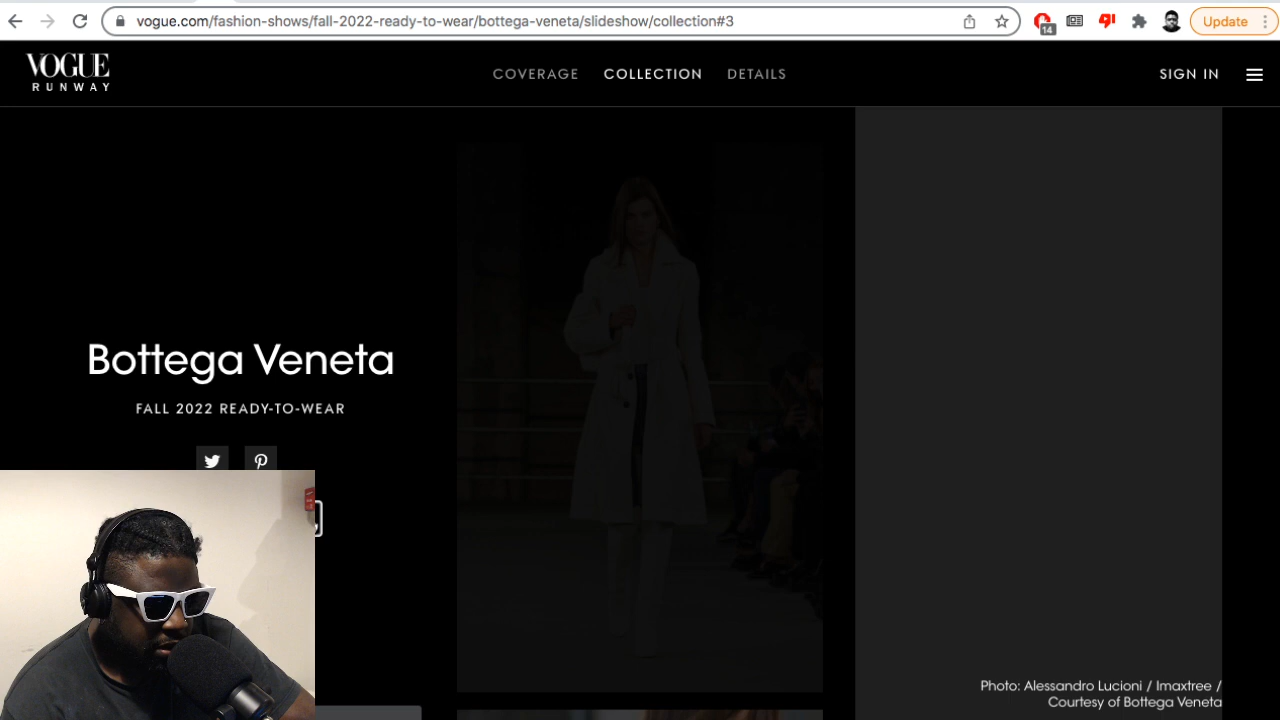 vogue.com/fashion-shows/fall-2022-ready-to-wear/bottega-veneta/slideshow/collection#3
14
Update
VOGUE
RUNWAY
COVERAGE
COLLECTION
DETAILS
SIGN IN
Bottega Veneta
FALL 2022 READY-TO-WEAR
Photo: Alessandro Lucioni / Imaxtree /
Courtesy of Bottega Veneta